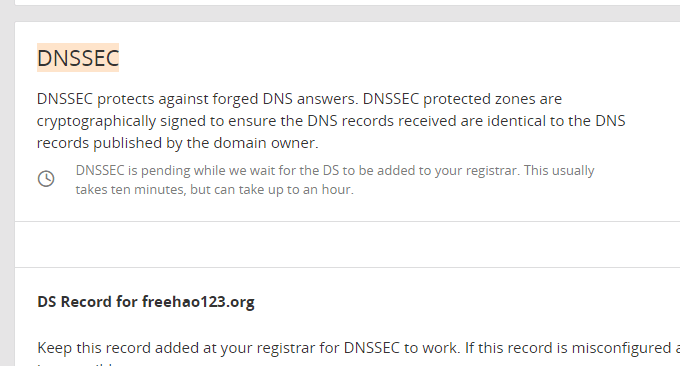 DNSSEC
DNSSEC protects against forged DNS answers. DNSSEC protected zones are
cryptographically signed to ensure the DNS records received are identical to the DNS
records published by the domain owner.
DNSSEC is pending while we wait for the DS to be added to your registrar. This usually
takes ten minutes, but can take up to an hour.
DS Record for freehao123.org
Keep this record added at your registrar for DNSSEC to work. If this record is misconfigured